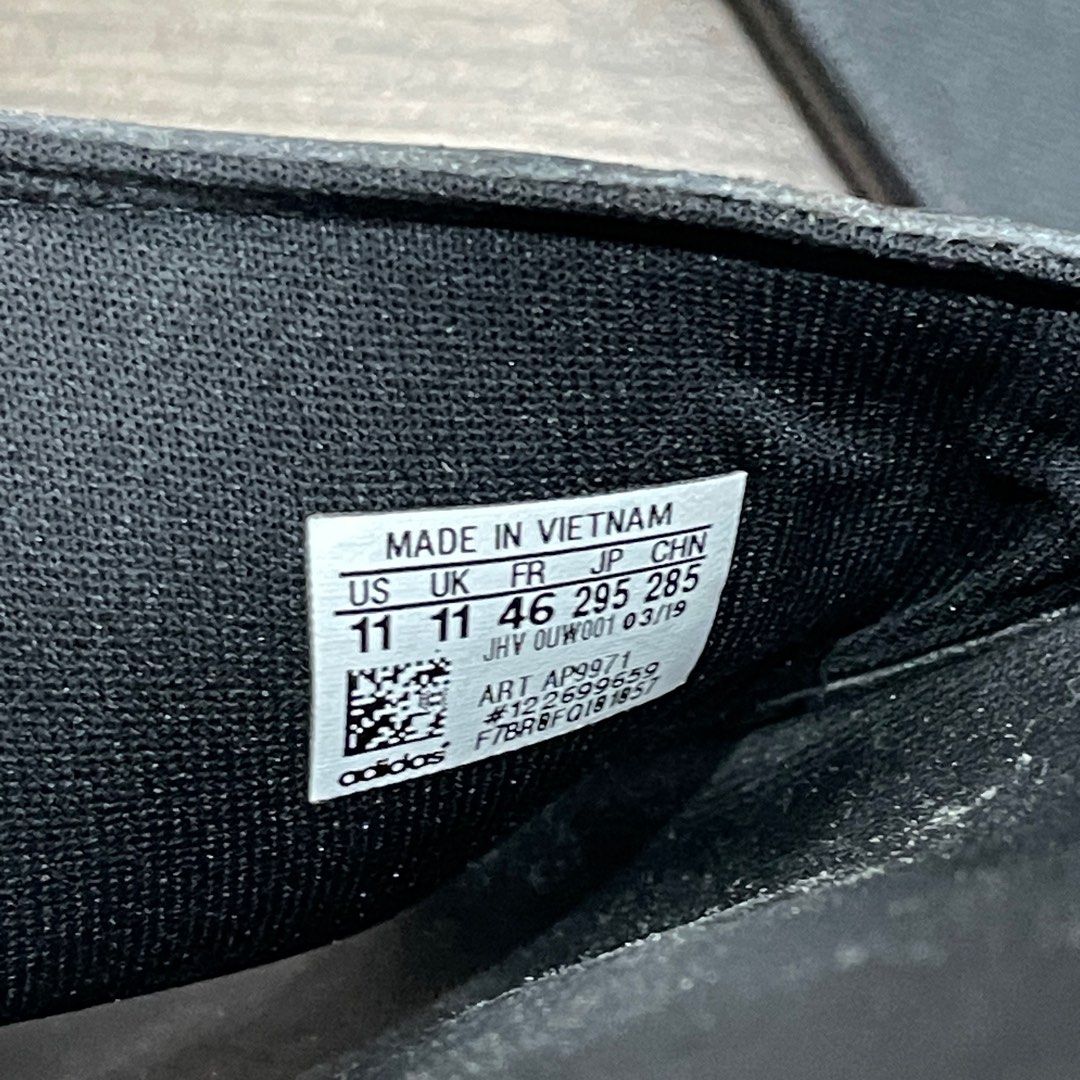 MADE IN VIETNAM
US UK FR JP CHN
11 11 46 295 285
JHV 0UW001 03/19
ART AP9971
#122699659
F7BR8FQI81857
adidas